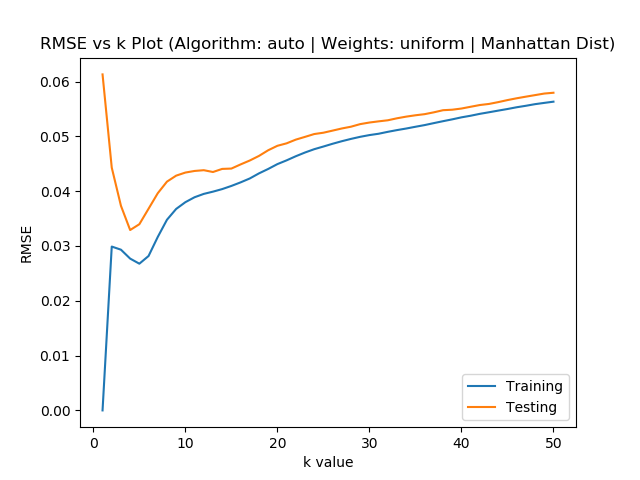 RMSE vs k Plot (Algorithm: auto | Weights: uniform | Manhattan Dist)
0.06
0.05
0.04
0.03
0.02
0.01
0.00
RMSE
Training
Testing
0 10 20 30 40 50
k value